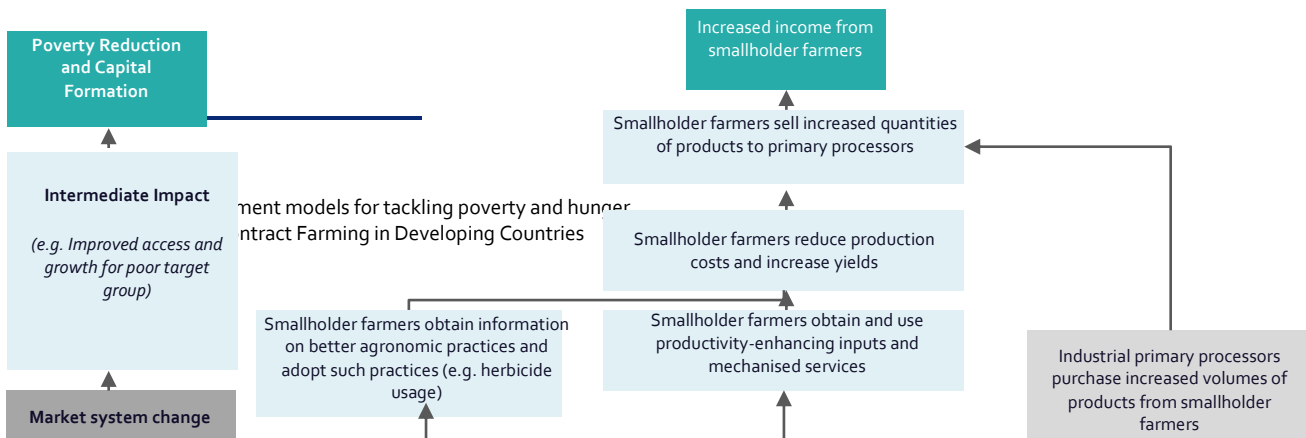 Poverty Reduction
and Capital
Formation
Increased income from
smallholder farmers
Smallholder farmers sell increased quantities
of products to primary processors
Intermediate Impact
(e.g. Improved access and
growth for poor target
group)
ment models for tackling poverty and hunger
ntract Farming in Developing Countries
Smallholder farmers reduce production
costs and increase yields
Smallholder farmers obtain information
on better agronomic practices and
adopt such practices (e.g. herbicide
usage)
Smallholder farmers obtain and use
productivity-enhancing inputs and
mechanised services
Industrial primary processors
purchase increased volumes of
products from smallholder
farmers
Market system change